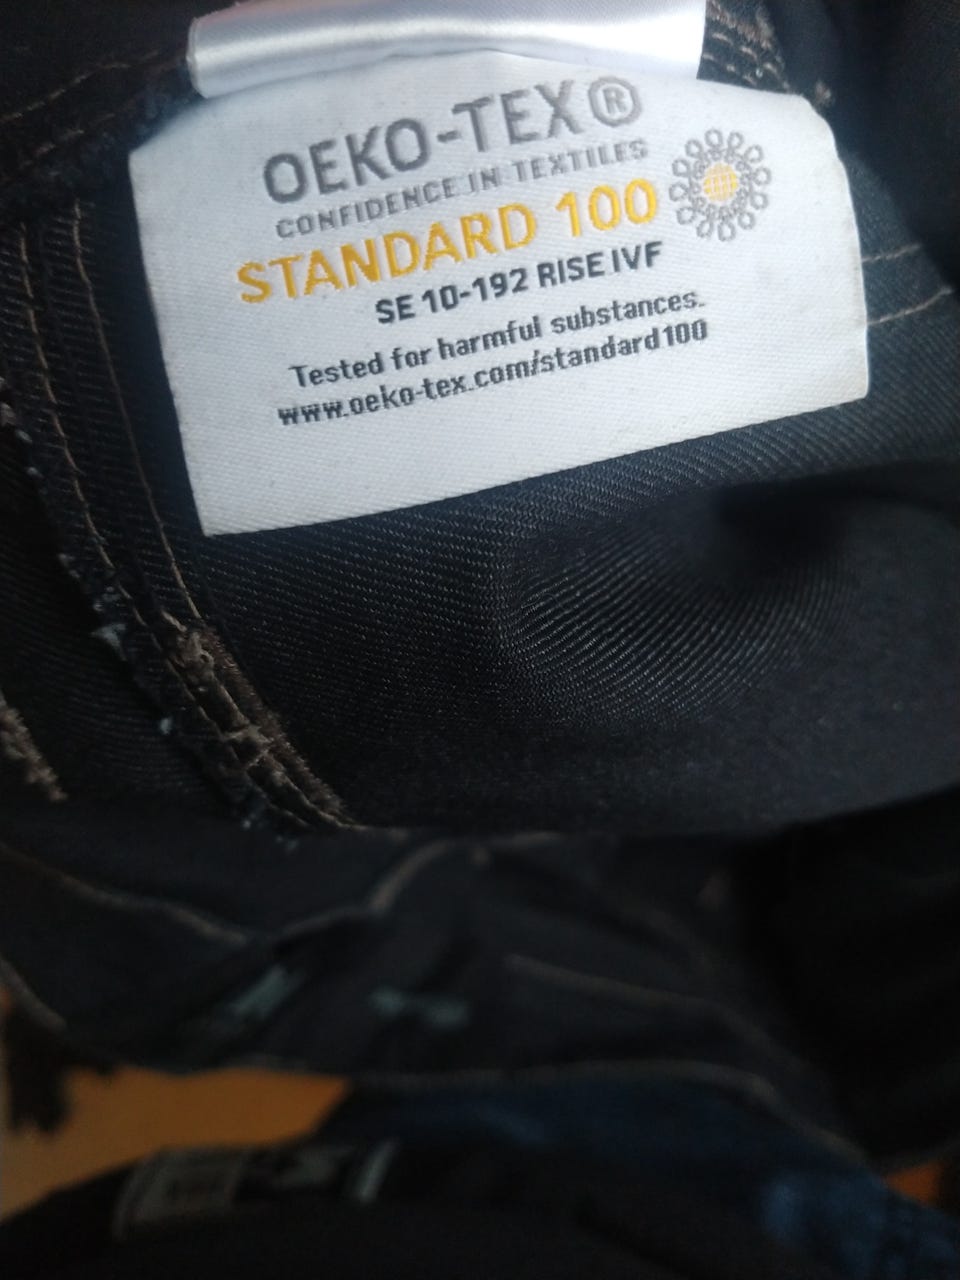 OEKO-TEX®
CONFIDENCE IN TEXTILES
STANDARD 100
SE 10-192 RISE IVF
Tested for harmful substances.
www.oeko-tex.com/standard100